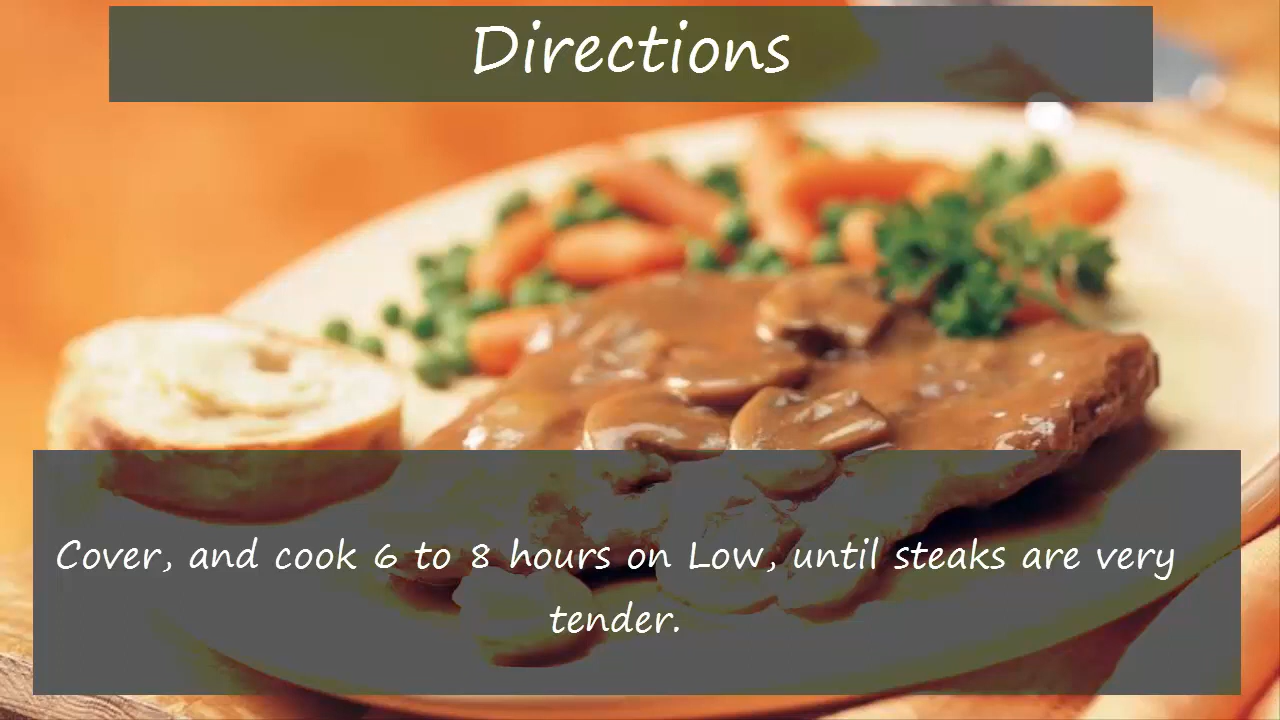 Directions
Cover, and cook 6 to 8 hours on Low, until steaks are very
tender.